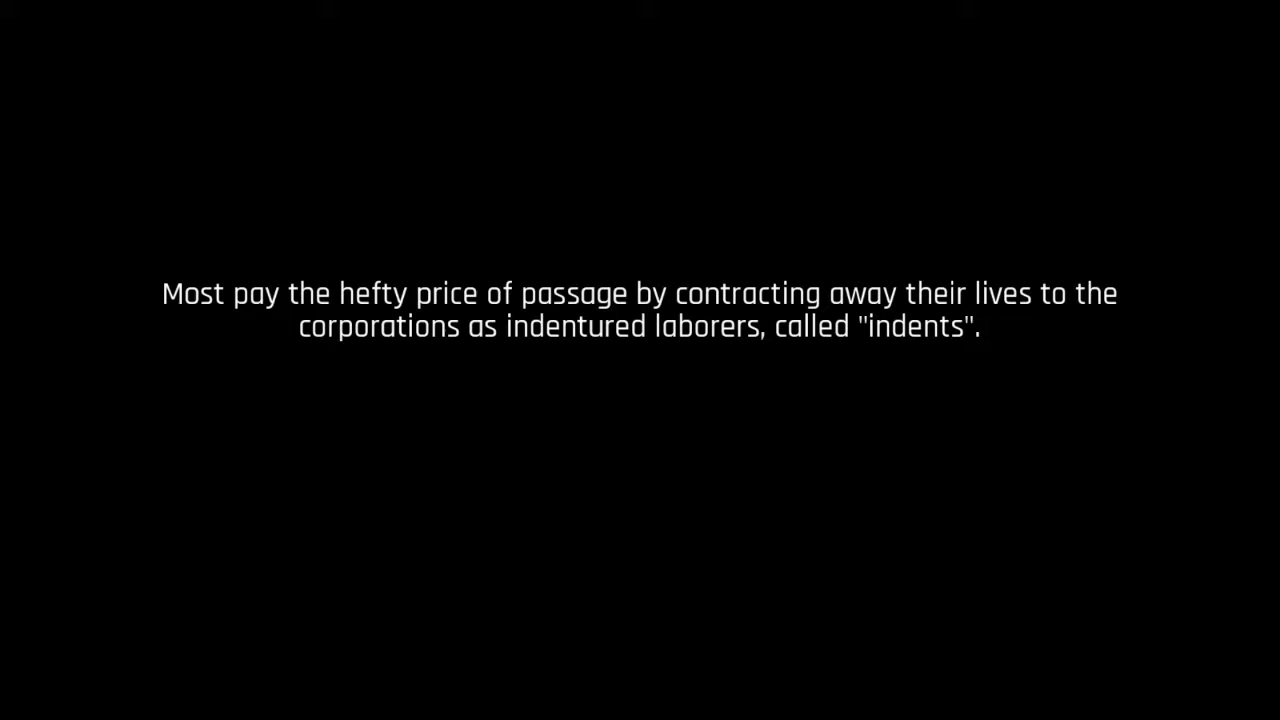 Most pay the hefty price of passage by contracting away their lives to the
corporations as indentured laborers, called "indents".